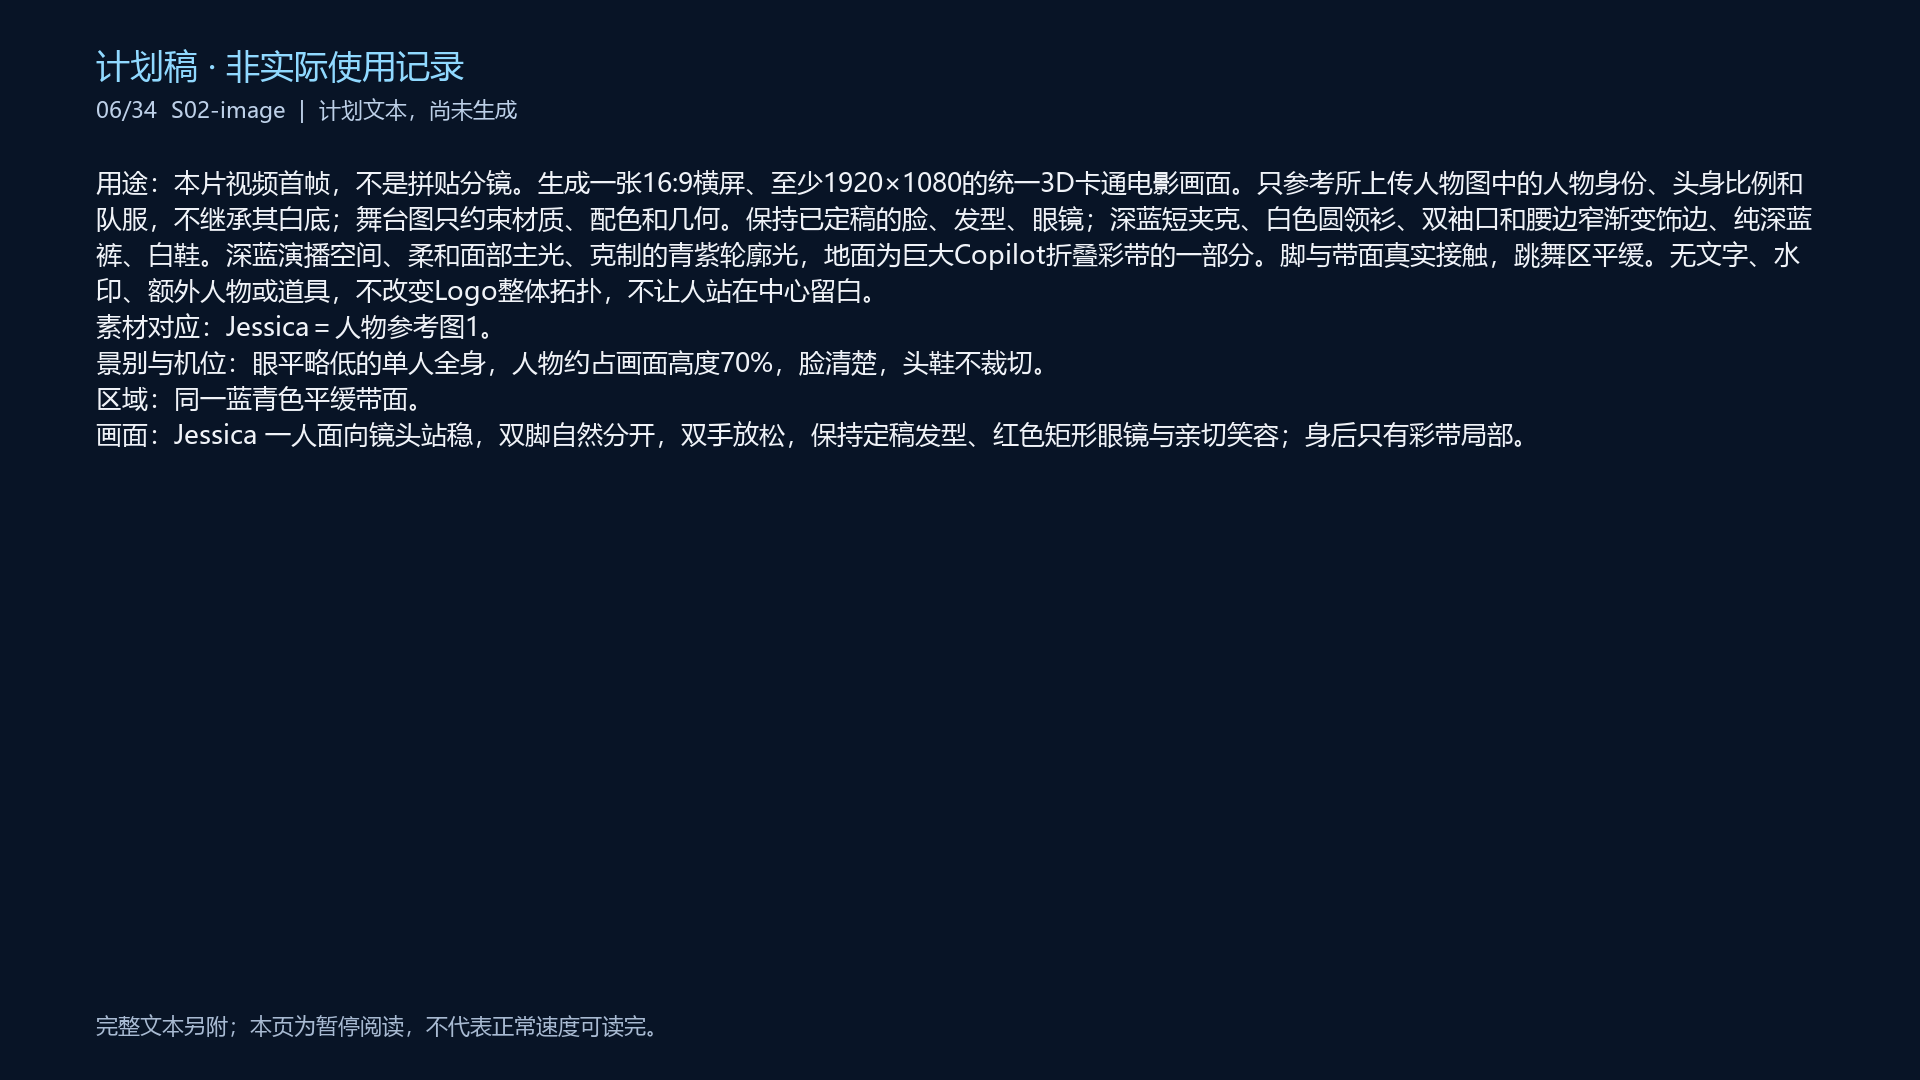 计划稿 · 非实际使用记录
06/34 S02-image | 计划文本，尚未生成
用途：本片视频首帧，不是拼贴分镜。生成一张16:9横屏、至少1920×1080的统一3D卡通电影画面。只参考所上传人物图中的人物身份、头身比例和
队服，不继承其白底；舞台图只约束材质、配色和几何。保持已定稿的脸、发型、眼镜；深蓝短夹克、白色圆领衫、双袖口和腰边窄渐变饰边、纯深蓝
裤、白鞋。深蓝演播空间、柔和面部主光、克制的青紫轮廓光，地面为巨大Copilot折叠彩带的一部分。脚与带面真实接触，跳舞区平缓。无文字、水
印、额外人物或道具，不改变Logo整体拓扑，不让人站在中心留白。
素材对应：Jessica＝人物参考图1。
景别与机位：眼平略低的单人全身，人物约占画面高度70%，脸清楚，头鞋不裁切。
区域：同一蓝青色平缓带面。
画面：Jessica 一人面向镜头站稳，双脚自然分开，双手放松，保持定稿发型、红色矩形眼镜与亲切笑容；身后只有彩带局部。
完整文本另附；本页为暂停阅读，不代表正常速度可读完。